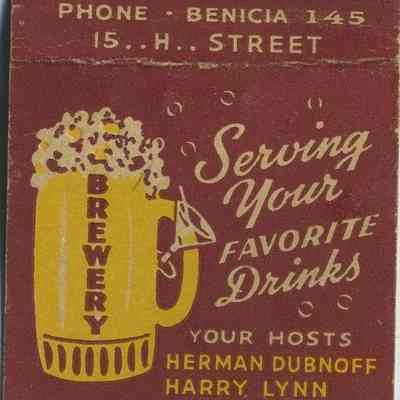 PHONE · BENICIA 145
15..H.. STREET
BREWERY
Serving
Your
FAVORITE
Drinks
YOUR HOSTS
HERMAN DUBNOFF
HARRY LYNN